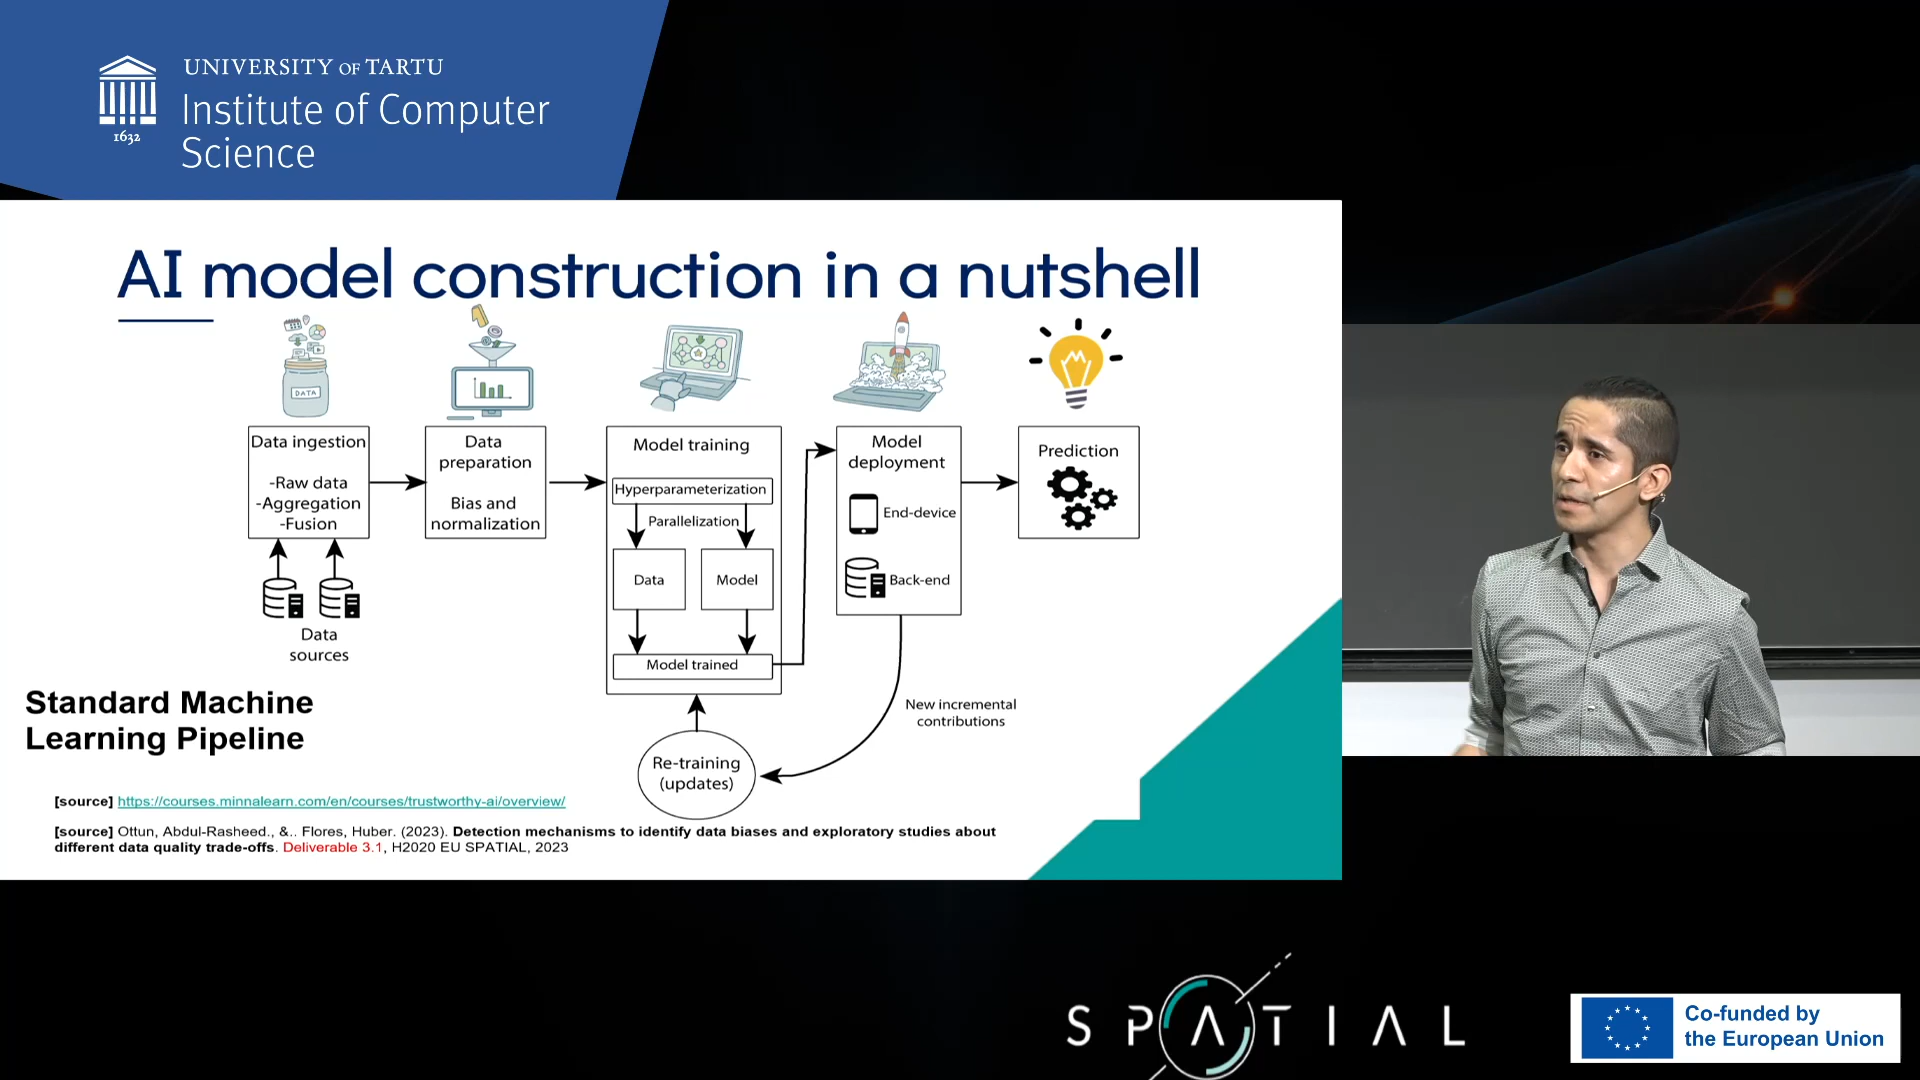 UNIVERSITY OF TARTU
Institute of Computer
Science
1632
AI model construction in a nutshell
DATA
Data ingestion
-Raw data
-Aggregation
-Fusion
Data
sources
Data
preparation
Bias and
normalization
Model training
Hyperparameterization
Parallelization
Data
Model
Model trained
Model
deployment
End-device
Back-end
Prediction
New incremental
contributions
Re-training
(updates)
Standard Machine
Learning Pipeline
[source] https://courses.minnalearn.com/en/courses/trustworthy-ai/overview/
[source] Ottun, Abdul-Rasheed., &.. Flores, Huber. (2023). Detection mechanisms to identify data biases and exploratory studies about
different data quality trade-offs. Deliverable 3.1, H2020 EU SPATIAL, 2023
SPATIAL
Co-funded by
the European Union